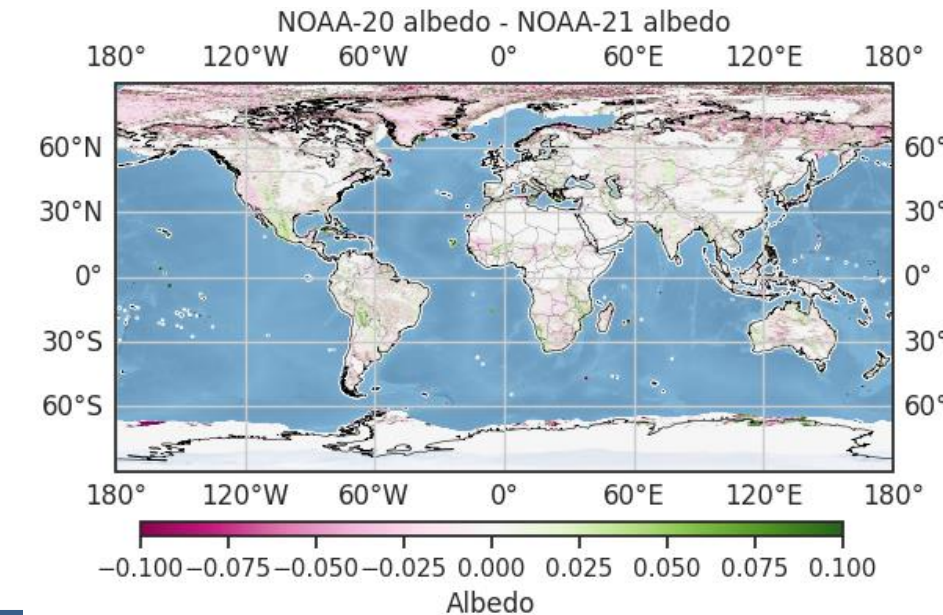 NOAA-20 albedo - NOAA-21 albedo
180° 120°W 60°W 0° 60°E 120°E 180°
60°N 60°N
30°N 30°N
0° 0°
30°S 30°S
60°S 60°
180° 120°W 60°W 0° 60°E 120°E 180°
−0.100 −0.075 −0.050 −0.025 0.000 0.025 0.050 0.075 0.100
Albedo